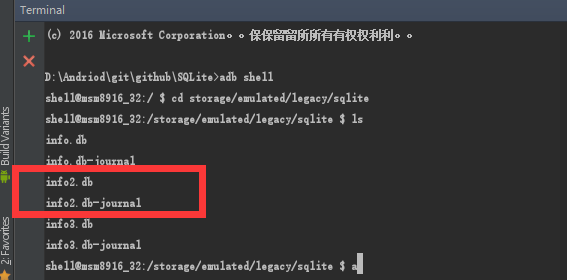 Terminal
(c) 2016 Microsoft Corporation。。保保留留所所有有权权利利。。
D:\Andriod\git\github\SQLite>adb shell
shell@msm8916_32:/ $ cd storage/emulated/legacy/sqlite
shell@msm8916_32:/storage/emulated/legacy/sqlite $ ls
info.db
info.db-journal
info2.db
info2.db-journal
info3.db
info3.db-journal
shell@msm8916_32:/storage/emulated/legacy/sqlite $ a
Build Variants
2: Favorites